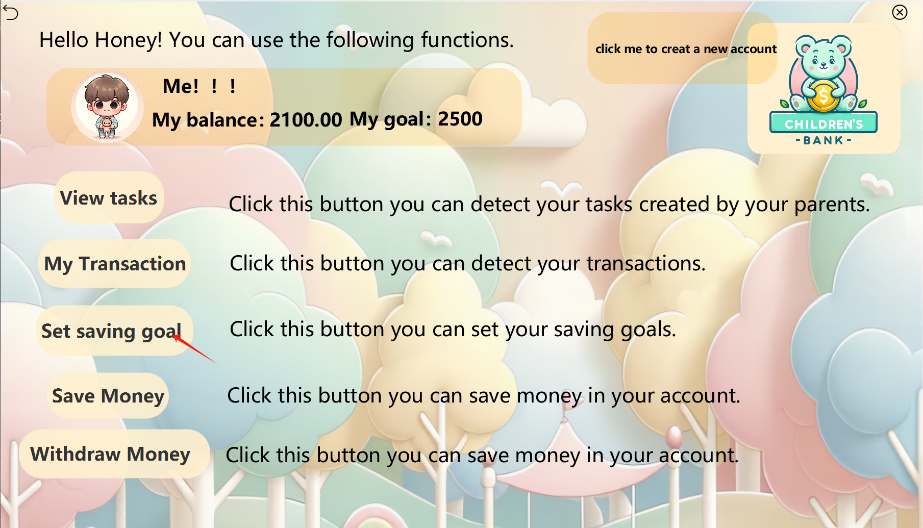 Hello Honey! You can use the following functions.
click me to creat a new account
Me! ! !
My balance: 2100.00 My goal: 2500
CHILDREN'S
-BANK-
View tasks
Click this button you can detect your tasks created by your parents.
My Transaction
Click this button you can detect your transactions.
Set saving goal
Click this button you can set your saving goals.
Save Money
Click this button you can save money in your account.
Withdraw Money
Click this button you can save money in your account.